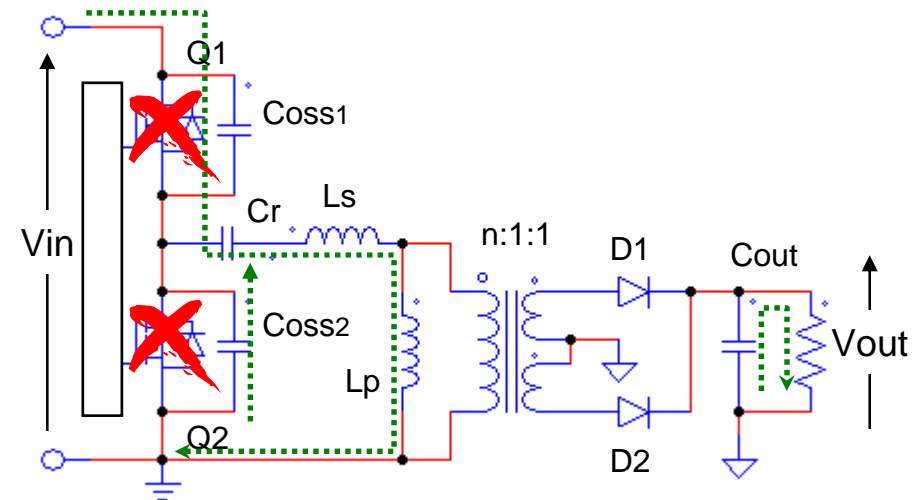 Q1
Coss1
Cr
Ls
Vin
n:1:1
D1
Cout
Coss2
Lp
Vout
Q2
D2